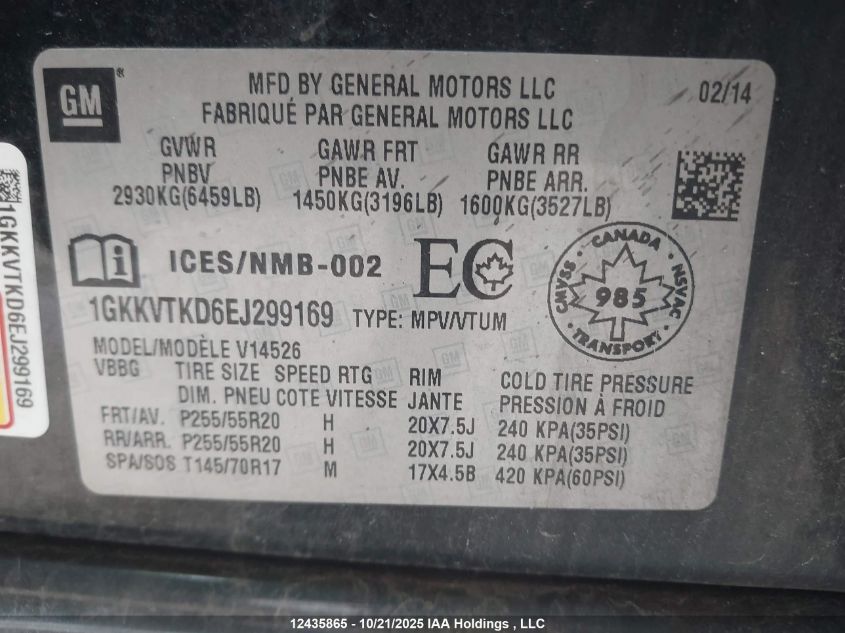 GM
MFD BY GENERAL MOTORS LLC
FABRIQUÉ PAR GENERAL MOTORS LLC
02/14
GVWR GAWR FRT GAWR RR
PNBV PNBE AV. PNBE ARR.
2930KG(6459LB) 1450KG(3196LB) 1600KG(3527LB)
i ICES/NMB-002 EC
CANADA
CMVSS 985 NSVAC
TRANSPORT
1GKKVTKD6EJ299169 TYPE: MPV/VTUM
MODEL/MODÈLE V14526
VBBG TIRE SIZE SPEED RTG RIM COLD TIRE PRESSURE
DIM. PNEU COTE VITESSE JANTE PRESSION À FROID
FRT/AV. P255/55R20 H 20X7.5J 240 KPA(35PSI)
RR/ARR. P255/55R20 H 20X7.5J 240 KPA(35PSI)
SPA/SOS T145/70R17 M 17X4.5B 420 KPA(60PSI)
1GKKVTKD6EJ299169
12435865 - 10/21/2025 IAA Holdings , LLC